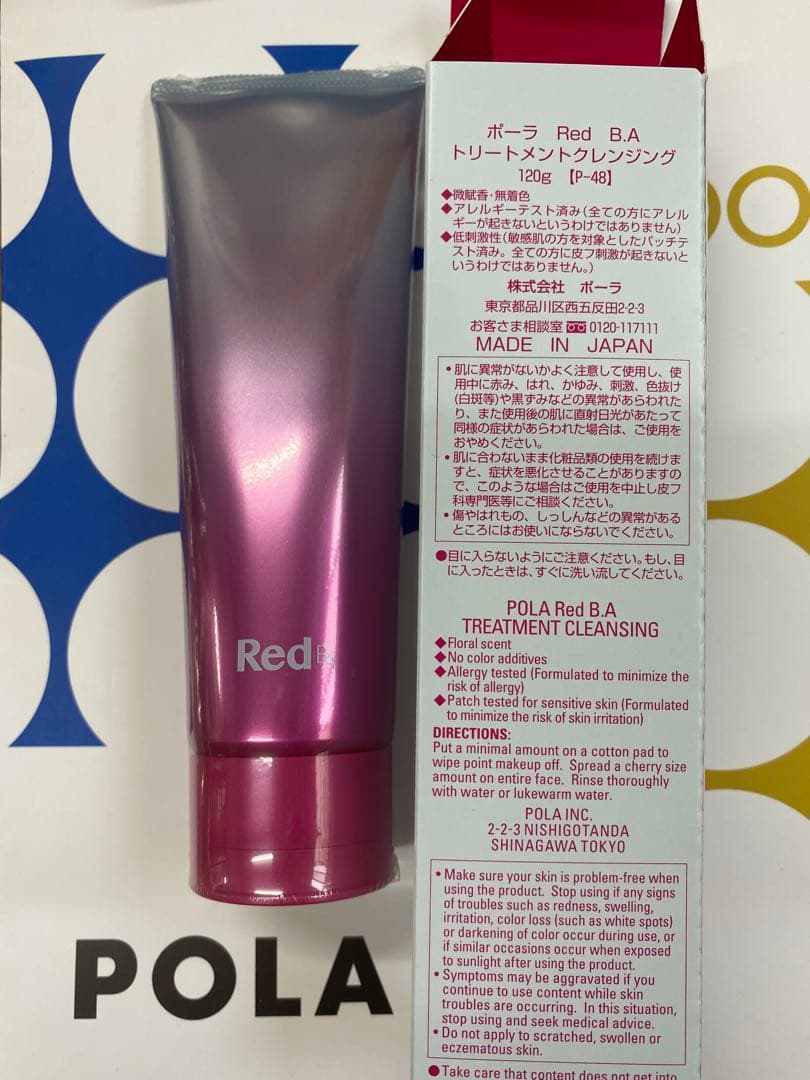 ポーラ Red B.A
トリートメントクレンジング
120g 【P-48】
◆微賦香・無着色
◆アレルギーテスト済み(全ての方にアレル
ギーが起きないというわけではありません)
◆低刺激性(敏感肌の方を対象としたパッチテ
スト済み。全ての方に皮フ刺激が起きないと
いうわけではありません。)
株式会社 ポーラ
東京都品川区西五反田2-2-3
お客さま相談室 0120-117111
MADE IN JAPAN
・肌に異常がないかよく注意して使用し、使
用中に赤み、はれ、かゆみ、刺激、色抜け
(白斑等)や黒ずみなどの異常があらわれた
り、また使用後の肌に直射日光があたって
同様の症状があらわれた場合は、ご使用を
おやめください。
・肌に合わないまま化粧品類の使用を続けま
すと、症状を悪化させることがありますの
で、このような場合はご使用を中止し皮フ
科専門医等にご相談ください。
・傷やはれもの、しっしんなどの異常がある
ところにはお使いにならないでください。
●目に入らないようにご注意ください。もし、目
に入ったときは、すぐに洗い流してください。
POLA Red B.A
TREATMENT CLEANSING
◆Floral scent
◆No color additives
◆Allergy tested (Formulated to minimize the
risk of allergy)
◆Patch tested for sensitive skin (Formulated
to minimize the risk of skin irritation)
DIRECTIONS:
Put a minimal amount on a cotton pad to
wipe point makeup off. Spread a cherry size
amount on entire face. Rinse thoroughly
with water or lukewarm water.
POLA INC.
2-2-3 NISHIGOTANDA
SHINAGAWA TOKYO
• Make sure your skin is problem-free when
using the product. Stop using if any signs
of troubles such as redness, swelling,
irritation, color loss (such as white spots)
or darkening of color occur during use, or
if similar occasions occur when exposed
to sunlight after using the product.
• Symptoms may be aggravated if you
continue to use content while skin
troubles are occurring. In this situation,
stop using and seek medical advice.
• Do not apply to scratched, swollen or
eczematous skin.
●Take care that content does not get into
Red B.A
POLA